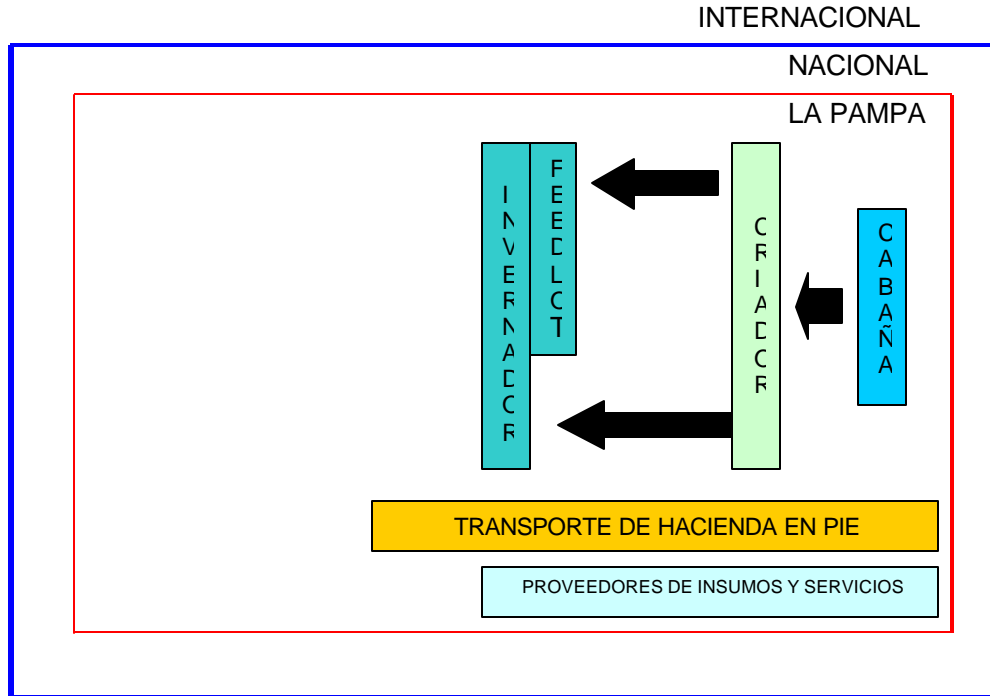 INTERNACIONAL
NACIONAL
LA PAMPA
INVERNADOR
FEEDLOT
CRIADOR
CABAÑA
TRANSPORTE DE HACIENDA EN PIE
PROVEEDORES DE INSUMOS Y SERVICIOS